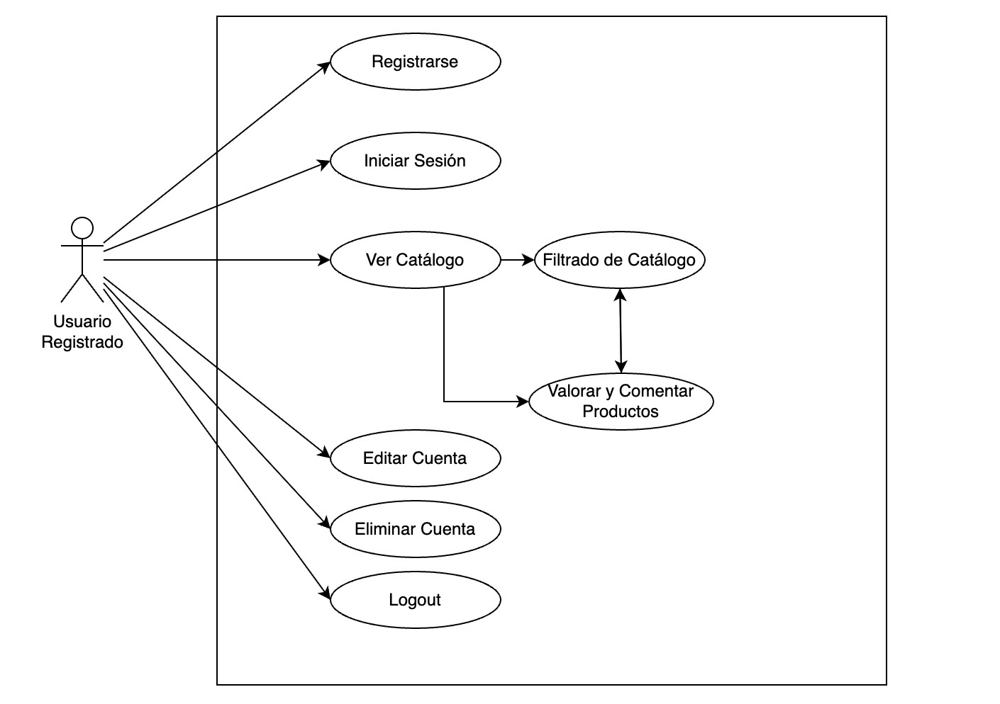 Registrarse
Iniciar Sesión
Ver Catálogo
Filtrado de Catálogo
Usuario
Registrado
Valorar y Comentar
Productos
Editar Cuenta
Eliminar Cuenta
Logout